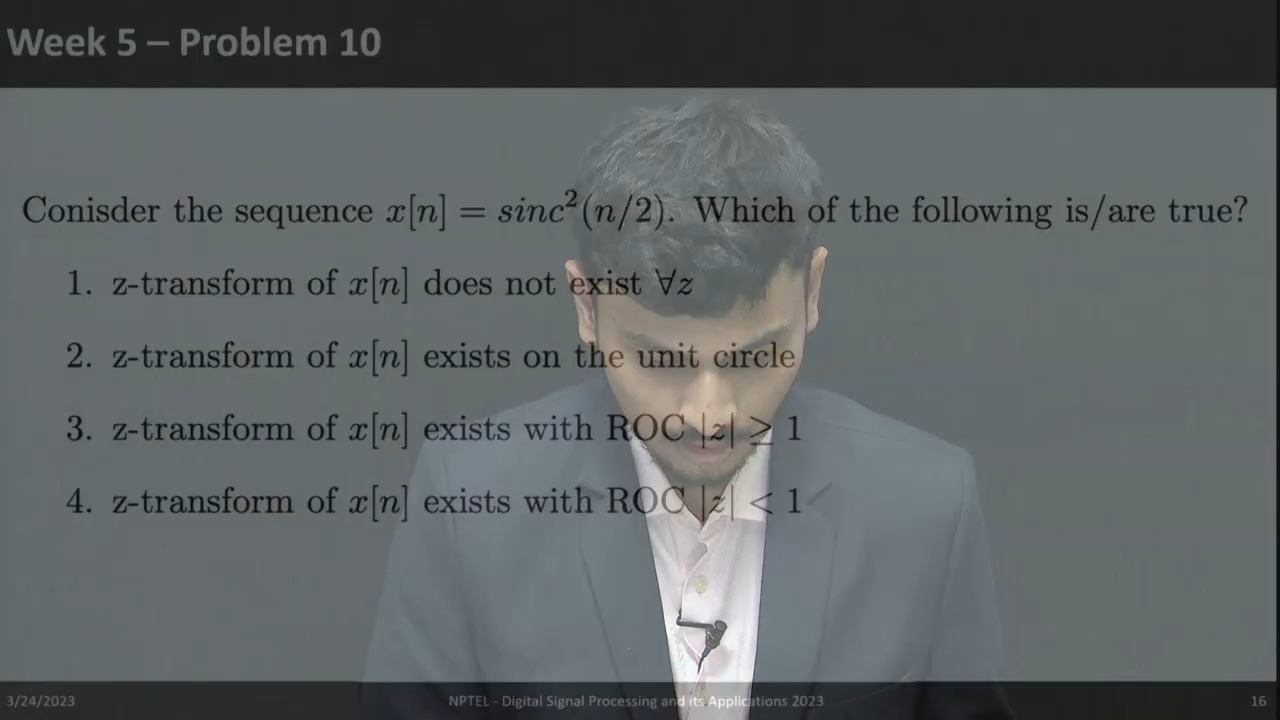 Week 5 – Problem 10
Conisder the sequence x[n] = sinc²(n/2). Which of the following is/are true?
1. z-transform of x[n] does not exist ∀z
2. z-transform of x[n] exists on the unit circle
3. z-transform of x[n] exists with ROC |z| ≥ 1
4. z-transform of x[n] exists with ROC |z| < 1
3/24/2023
NPTEL - Digital Signal Processing and its Applications 2023
16